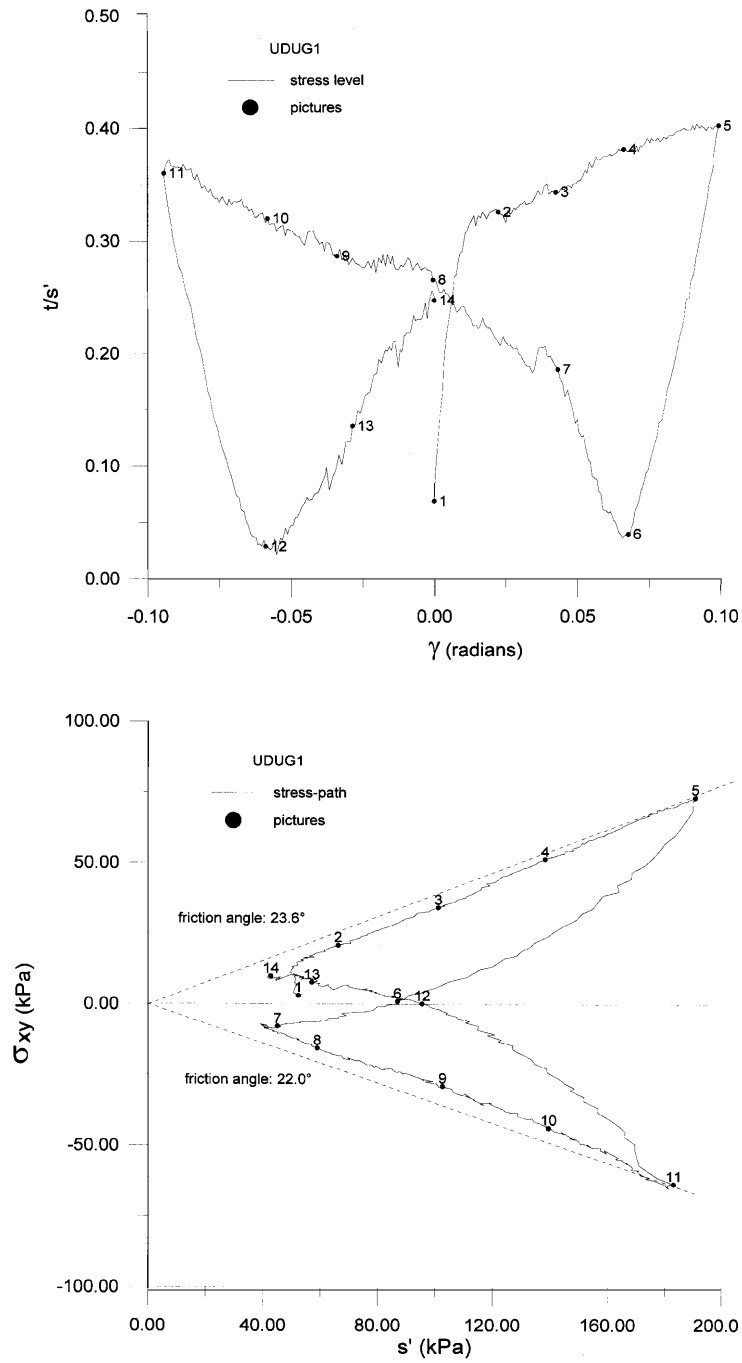 0.50
UDUG1
stress level
pictures
0.40
5
4
11
3
2
10
0.30
9
8
14
t/s'
0.20
7
13
0.10
1
12
6
0.00
-0.10 -0.05 0.00 0.05 0.10
γ (radians)
100.00
UDUG1
stress-path
pictures
5
50.00
4
3
friction angle: 23.6°
2
14 13
1
6 12
0.00
σxy (kPa)
7
8
friction angle: 22.0°
9
10
-50.00
11
-100.00
0.00 40.00 80.00 120.00 160.00 200.0
s' (kPa)